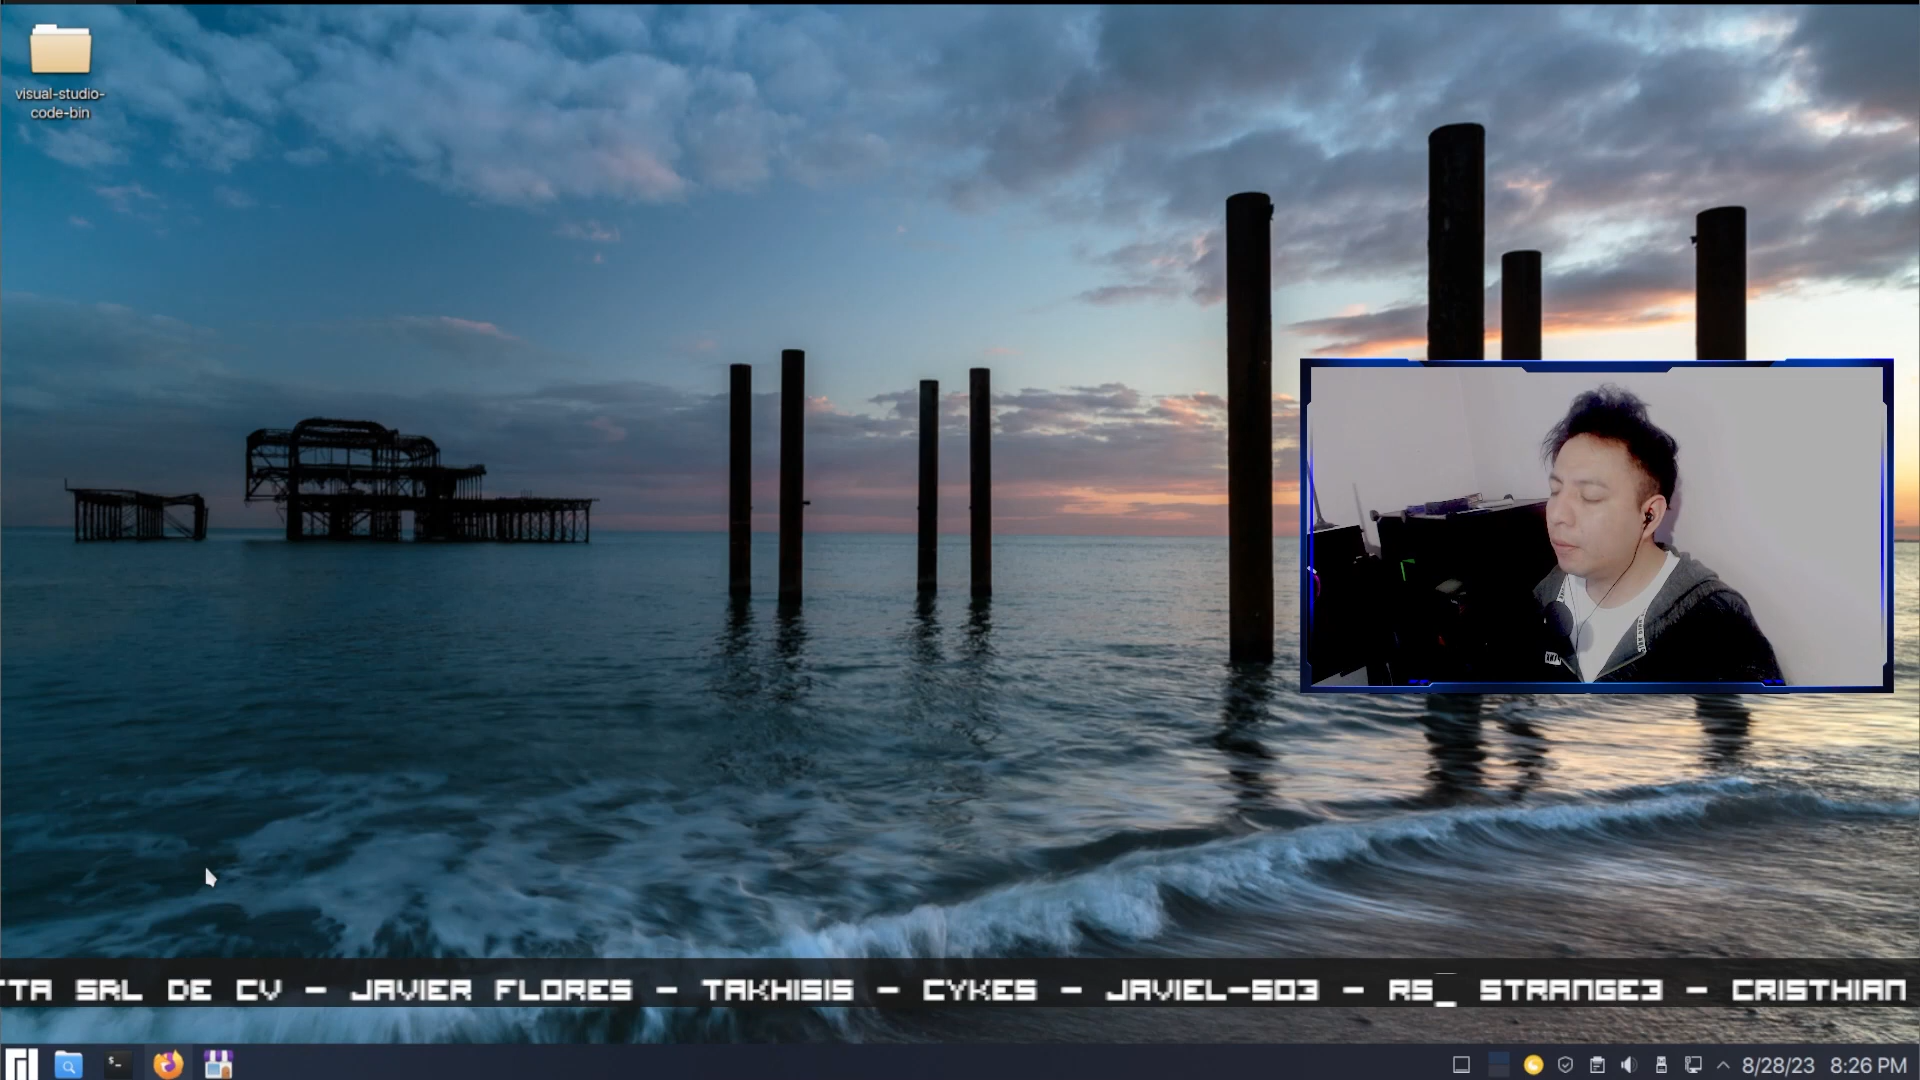 visual-studio-
code-bin
TTA SRL DE CV - JAVIER FLORES - TAKHISIS - CYKES - JAVIEL-503 - RS_ STRANGE3 - CRISTHIAN
8/28/23 8:26 PM